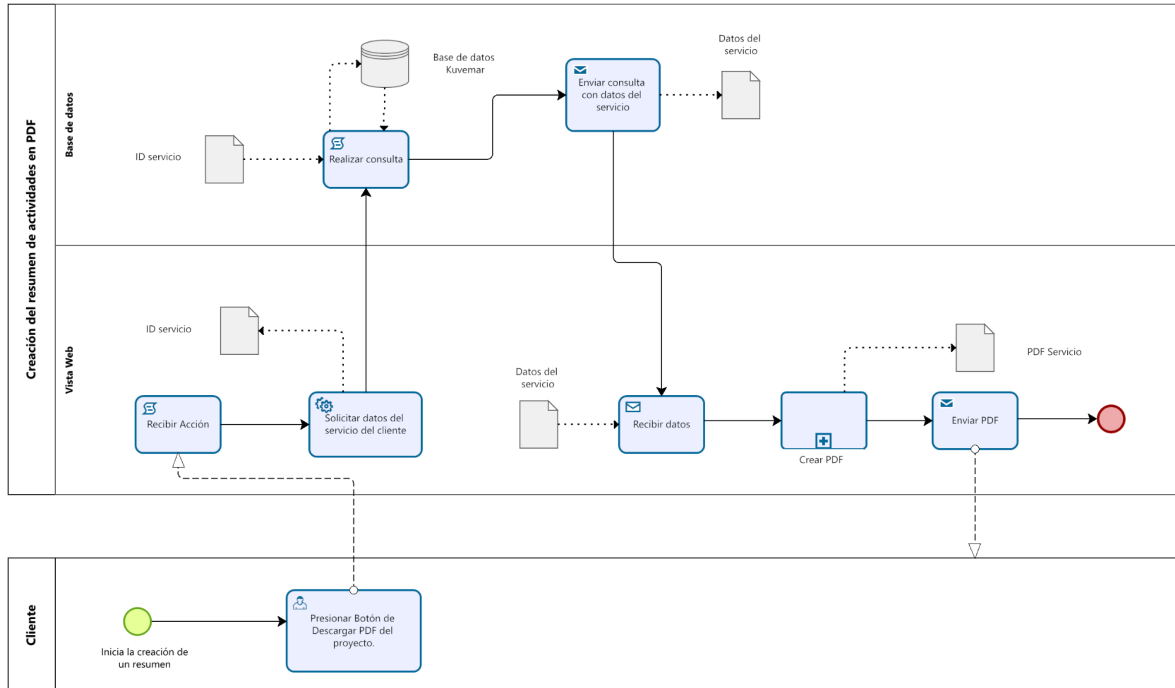 Creación del resumen de actividades en PDF
Base de datos
Base de datos
Kuvemar
Datos del
servicio
Enviar consulta
con datos del
servicio
ID servicio
Realizar consulta
Vista Web
ID servicio
Solicitar datos del
servicio del cliente
Recibir Acción
Datos del
servicio
Recibir datos
Crear PDF
PDF Servicio
Enviar PDF
Cliente
Inicia la creación de
un resumen
Presionar Botón de
Descargar PDF del
proyecto.